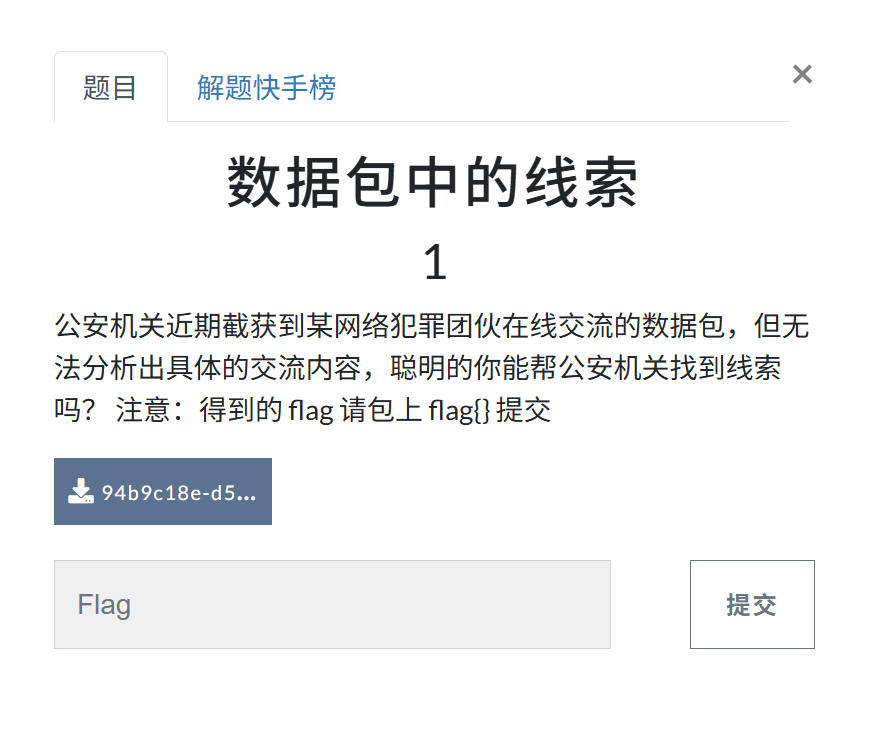 题目
解题快手榜
×
数据包中的线索
1
公安机关近期截获到某网络犯罪团伙在线交流的数据包，但无
法分析出具体的交流内容，聪明的你能帮公安机关找到线索
吗？ 注意：得到的 flag 请包上 flag{} 提交
94b9c18e-d5...
Flag
提交